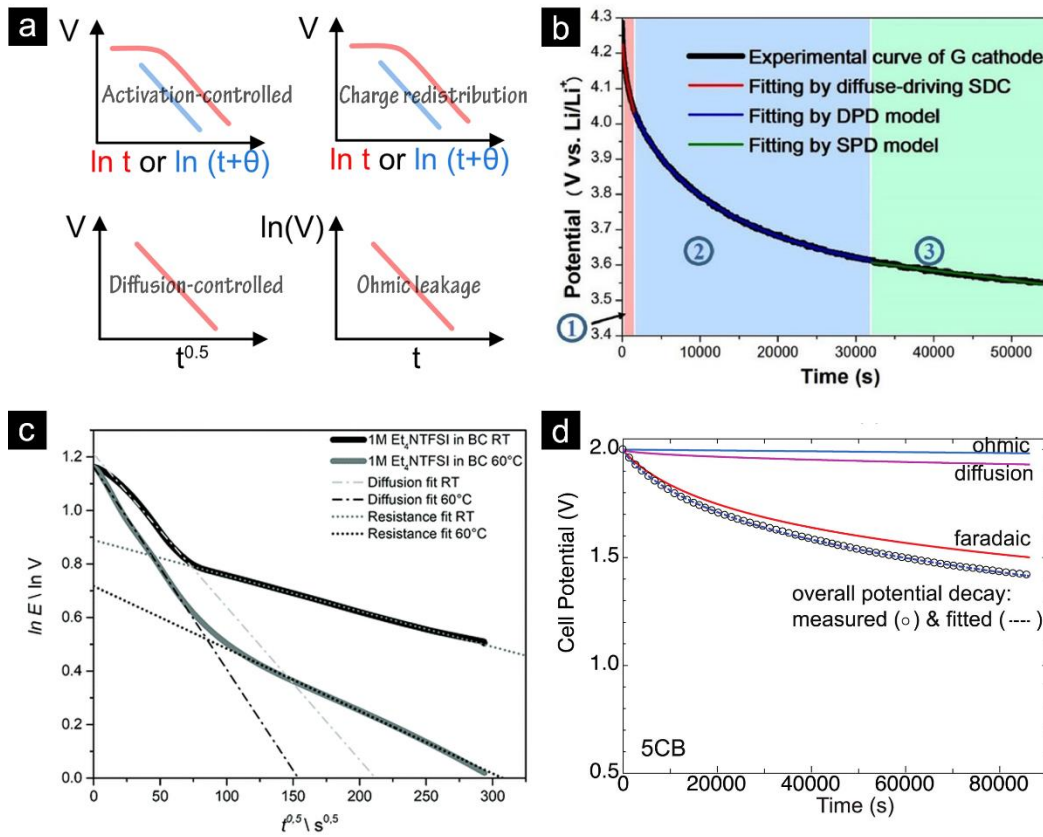 a
V
Activation-controlled
ln t or ln (t+θ)
V
Charge redistribution
ln t or ln (t+θ)
V
Diffusion-controlled
t^0.5
ln(V)
Ohmic leakage
t
b
Potential (V vs. Li/Li⁺)
4.3
4.2
4.1
4.0
3.9
3.8
3.7
3.6
3.5
3.4
Experimental curve of G cathode
Fitting by diffuse-driving SDC
Fitting by DPD model
Fitting by SPD model
1
2
3
0 10000 20000 30000 40000 50000
Time (s)
c
ln E \ ln V
1.2
1.0
0.8
0.6
0.4
0.2
0.0
1M Et₄NTFSI in BC RT
1M Et₄NTFSI in BC 60°C
Diffusion fit RT
Diffusion fit 60°C
Resistance fit RT
Resistance fit 60°C
0 50 100 150 200 250 300
t^0,5 \ s^0,5
d
Cell Potential (V)
2.0
1.5
1.0
0.5
ohmic
diffusion
faradaic
overall potential decay:
measured (o) & fitted (---)
5CB
0 20000 40000 60000 80000
Time (s)